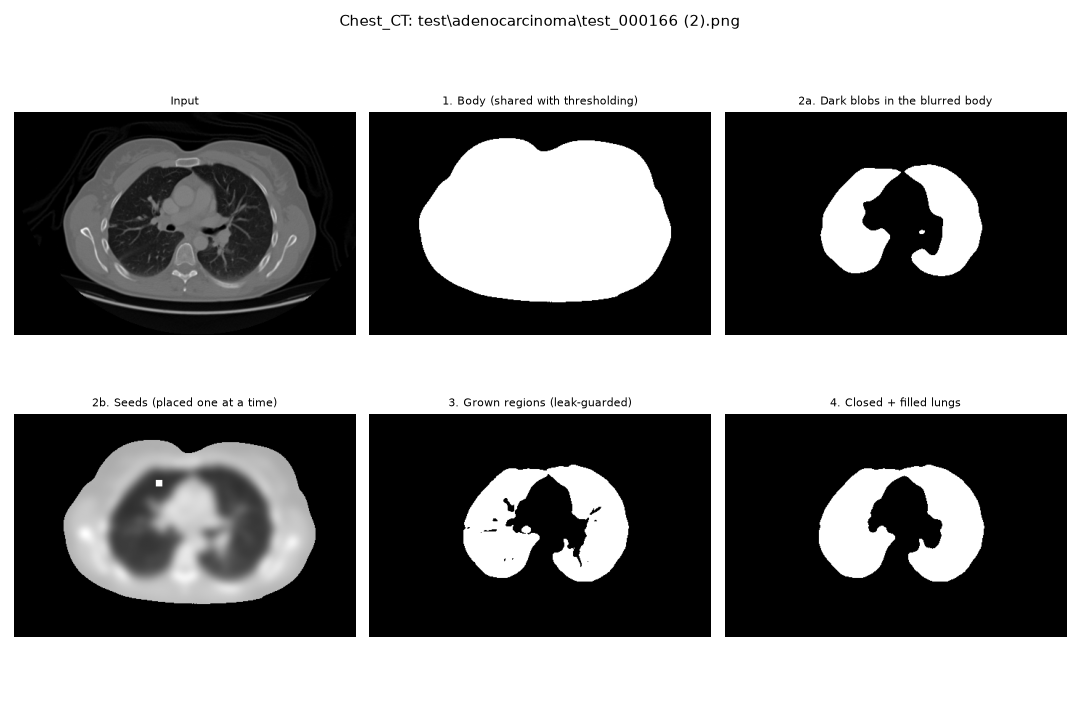 Chest_CT: test\adenocarcinoma\test_000166 (2).png
Input
1. Body (shared with thresholding)
2a. Dark blobs in the blurred body
2b. Seeds (placed one at a time)
3. Grown regions (leak-guarded)
4. Closed + filled lungs